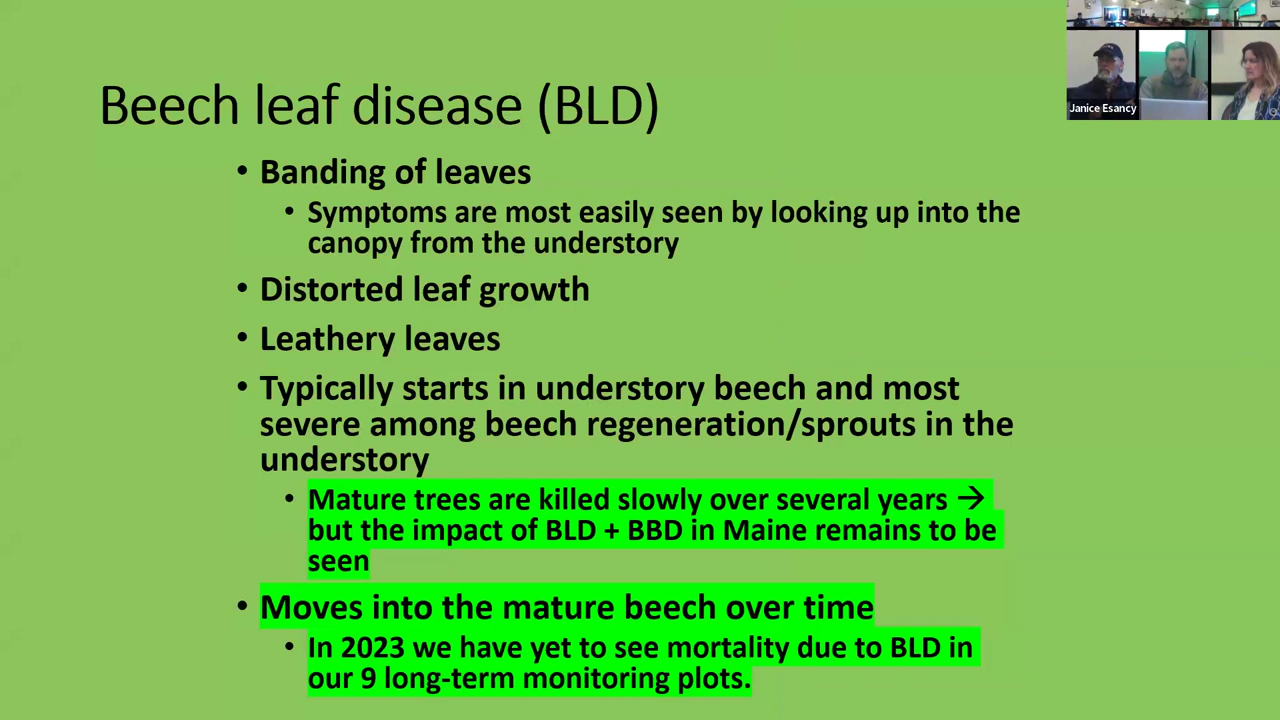 Beech leaf disease (BLD)
Janice Esancy
• Banding of leaves
• Symptoms are most easily seen by looking up into the
canopy from the understory
• Distorted leaf growth
• Leathery leaves
• Typically starts in understory beech and most
severe among beech regeneration/sprouts in the
understory
• Mature trees are killed slowly over several years →
but the impact of BLD + BBD in Maine remains to be
seen
• Moves into the mature beech over time
• In 2023 we have yet to see mortality due to BLD in
our 9 long-term monitoring plots.